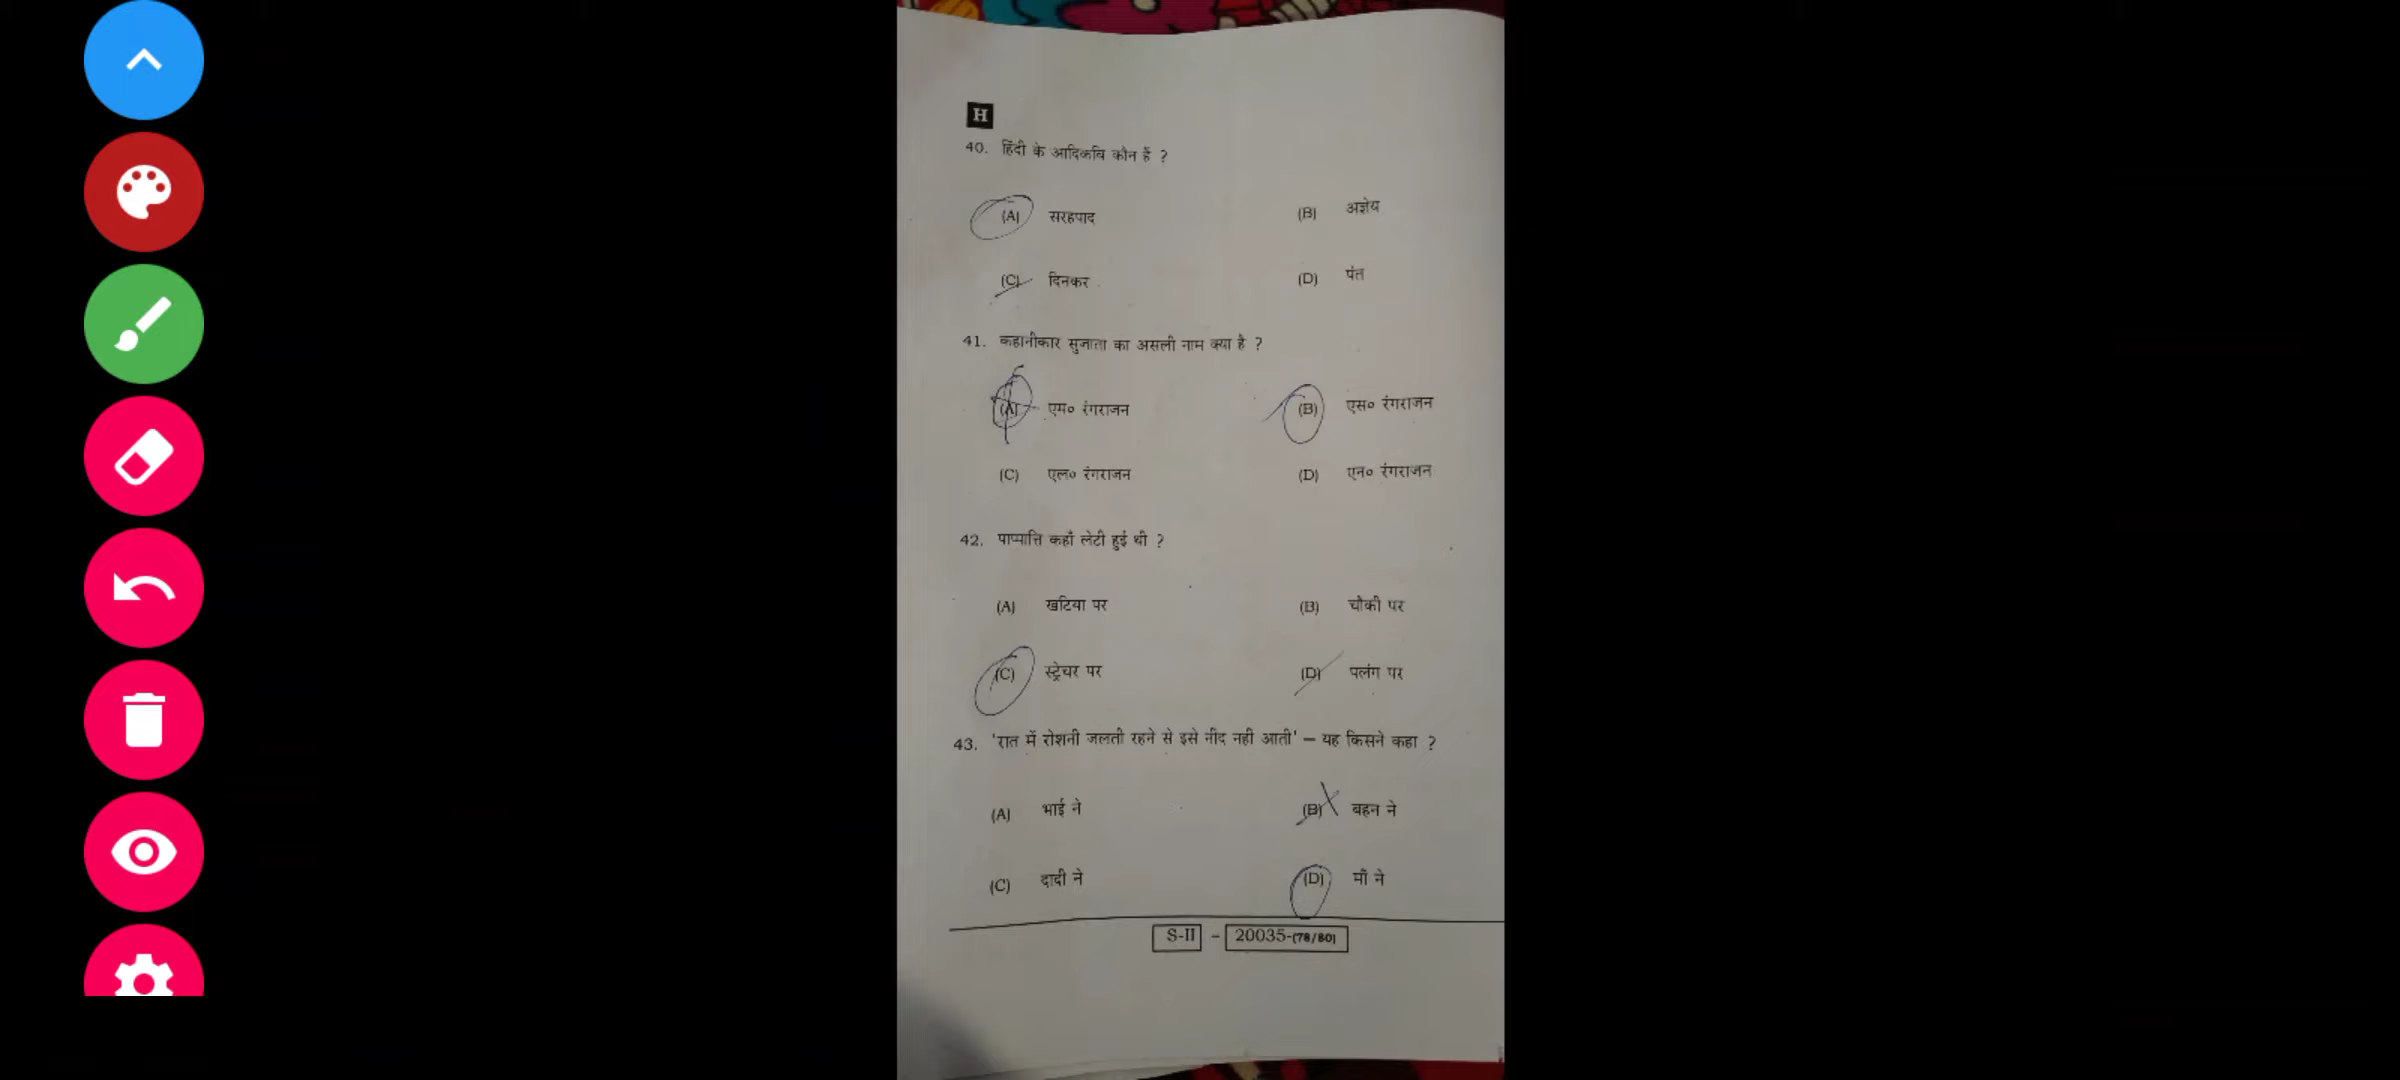 H
40. हिंदी के आदिकवि कौन हैं ?
(A) सरहपाद (B) अज्ञेय
(C) दिनकर (D) पंत
41. कहानीकार सुजाता का असली नाम क्या है ?
(A) एम० रंगराजन (B) एस० रंगराजन
(C) एल० रंगराजन (D) एन० रंगराजन
42. पाप्पाति कहाँ लेटी हुई थी ?
(A) खटिया पर (B) चौकी पर
(C) स्ट्रेचर पर (D) पलंग पर
43. 'रात में रोशनी जलती रहने से इसे नींद नही आती' – यह किसने कहा ?
(A) भाई ने (B) बहन ने
(C) दादी ने (D) माँ ने
S-II - 20035-(78/80)